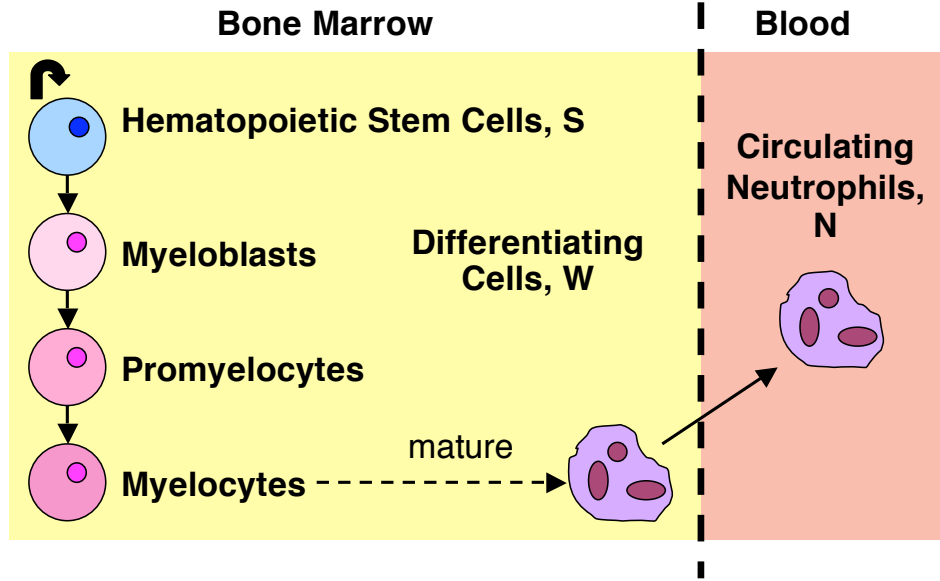 Bone Marrow
Blood
Hematopoietic Stem Cells, S
Circulating
Neutrophils,
N
Myeloblasts
Differentiating
Cells, W
Promyelocytes
mature
Myelocytes